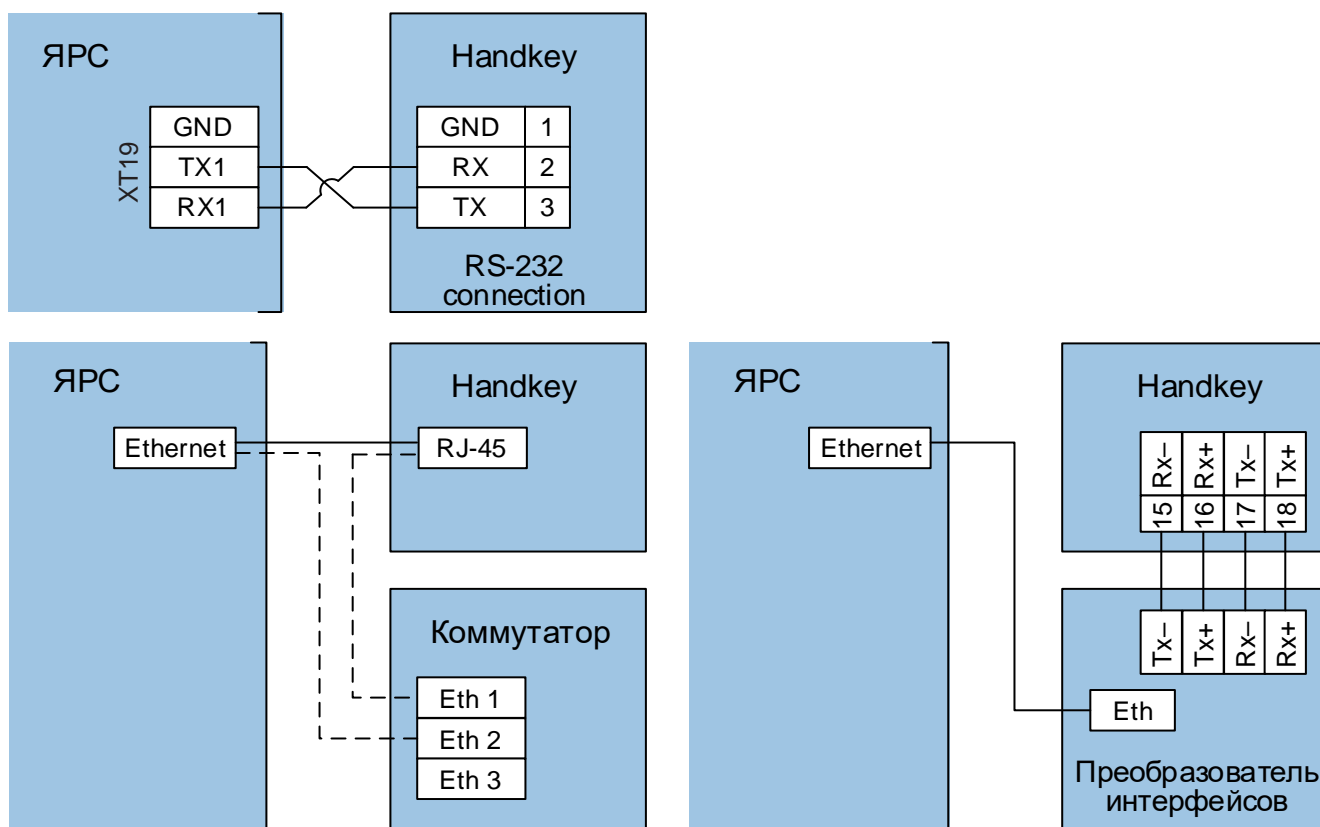 ЯРС
Handkey
XT19
GND
TX1
RX1
GND 1
RX 2
TX 3
RS-232
connection
ЯРС
Ethernet
Handkey
RJ-45
Коммутатор
Eth 1
Eth 2
Eth 3
ЯРС
Ethernet
Handkey
15 Rx–
16 Rx+
17 Tx–
18 Tx+
Tx–
Tx+
Rx–
Rx+
Eth
Преобразователь
интерфейсов